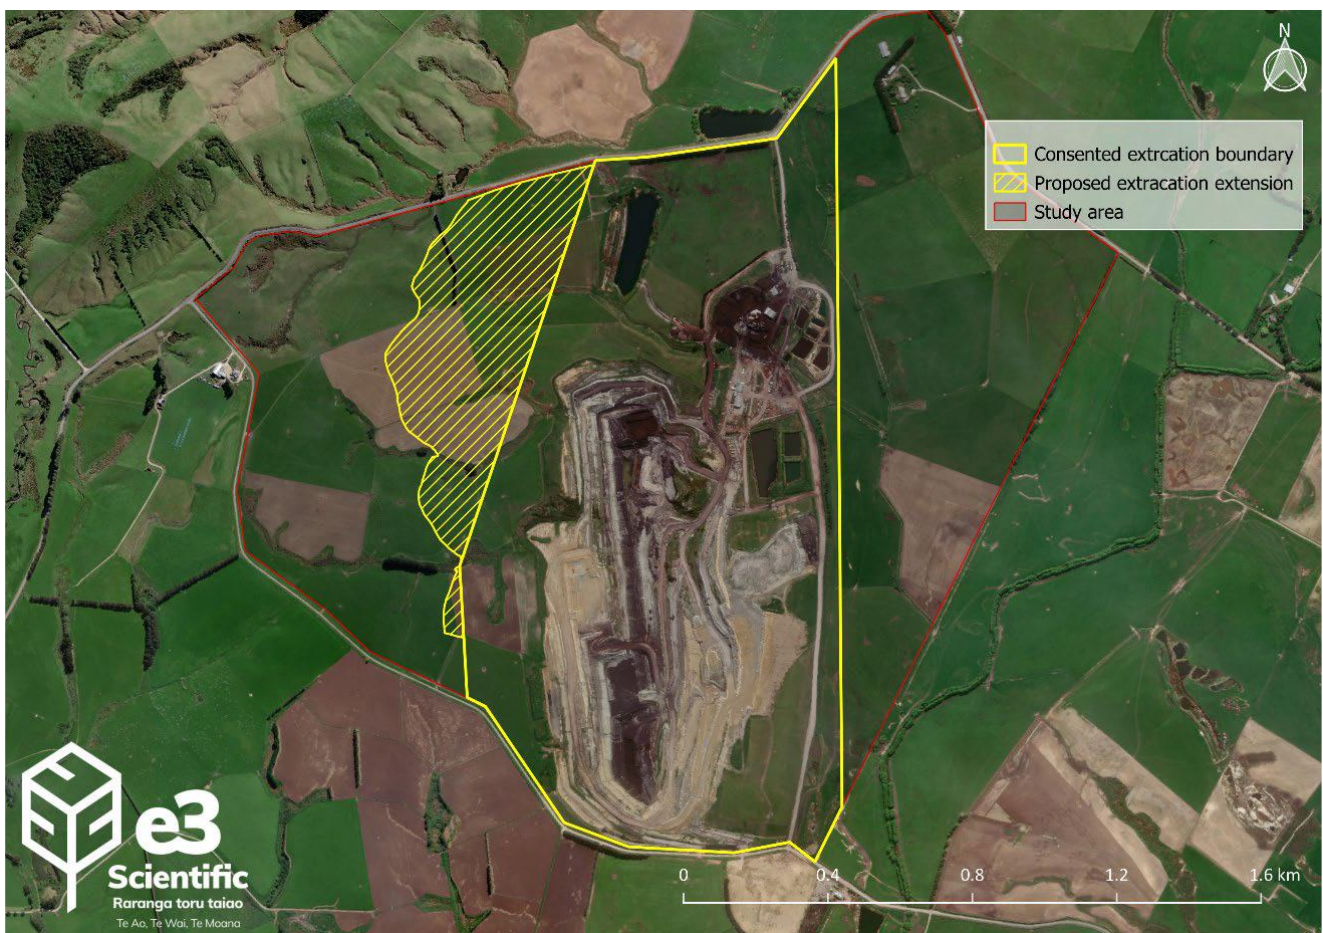 N
Consented extrcation boundary
Proposed extracation extension
Study area
e3
Scientific
Raranga toru taiao
Te Ao, Te Wai, Te Moana
0 0.4 0.8 1.2 1.6 km